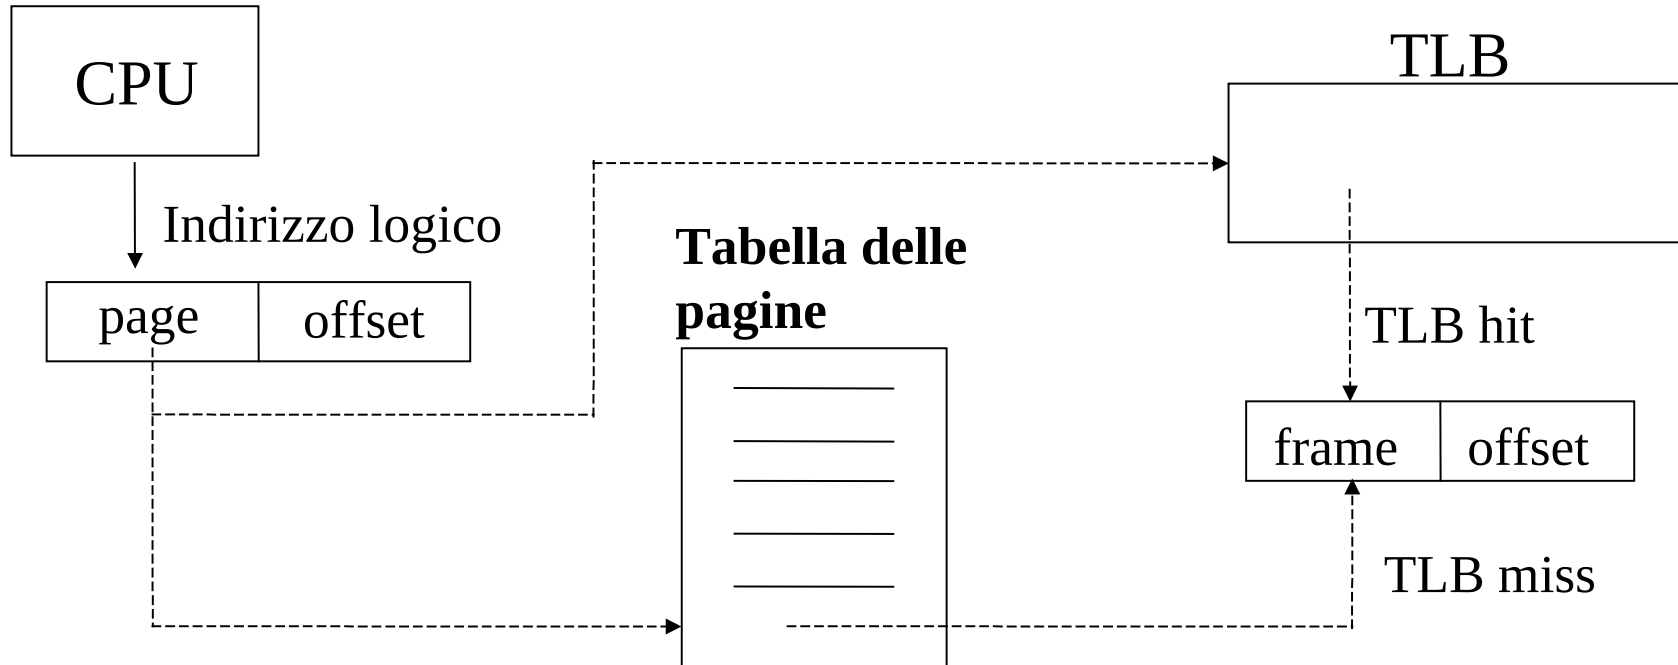 CPU
TLB
Indirizzo logico
Tabella delle
pagine
page
offset
TLB hit
frame
offset
TLB miss